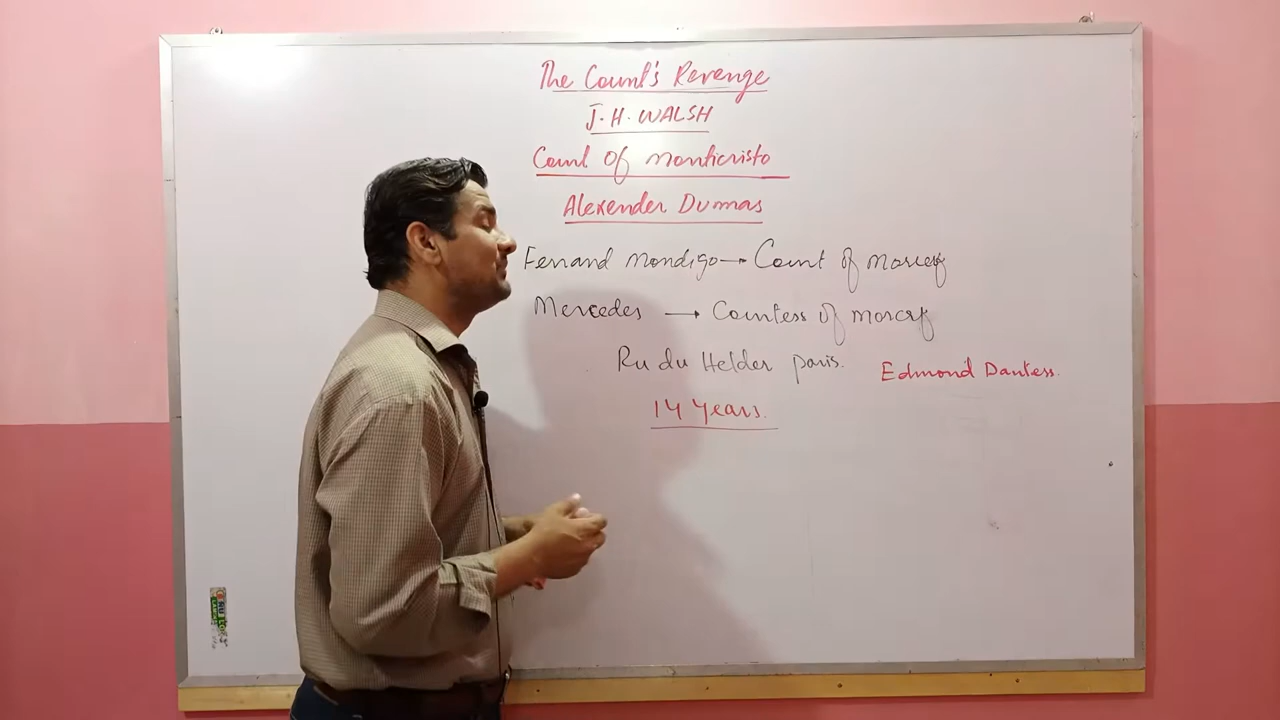 The Count's Revenge
J. H. WALSH
Count of Monticristo
Alexender Dumas
Fernand Mondigo → Count of Morcerf
Mercedes → Countess of morcrf
Ru du Helder paris.
Edmond Dantess.
14 Years.